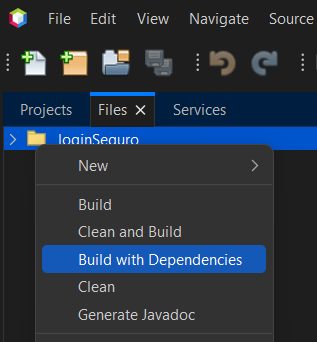 File Edit View Navigate Source
Projects Files Services
loginSeguro
New
Build
Clean and Build
Build with Dependencies
Clean
Generate Javadoc